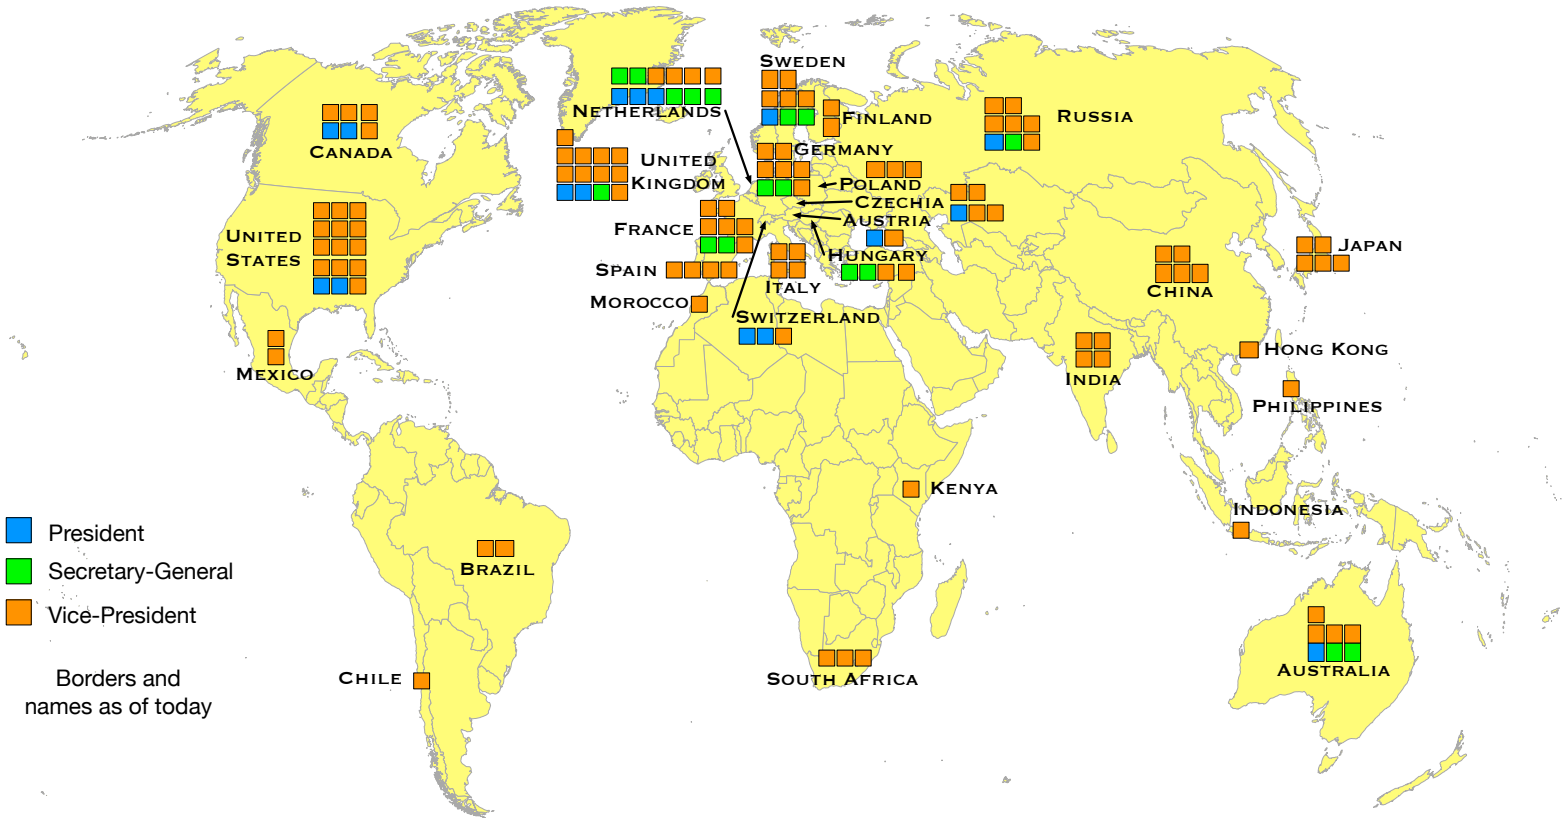 SWEDEN
NETHERLANDS
FINLAND
RUSSIA
CANADA
GERMANY
UNITED
KINGDOM
POLAND
CZECHIA
AUSTRIA
FRANCE
UNITED
STATES
HUNGARY
JAPAN
SPAIN
ITALY
CHINA
MOROCCO
SWITZERLAND
HONG KONG
MEXICO
INDIA
PHILIPPINES
KENYA
INDONESIA
President
Secretary-General
Vice-President
BRAZIL
Borders and
names as of today
CHILE
SOUTH AFRICA
AUSTRALIA